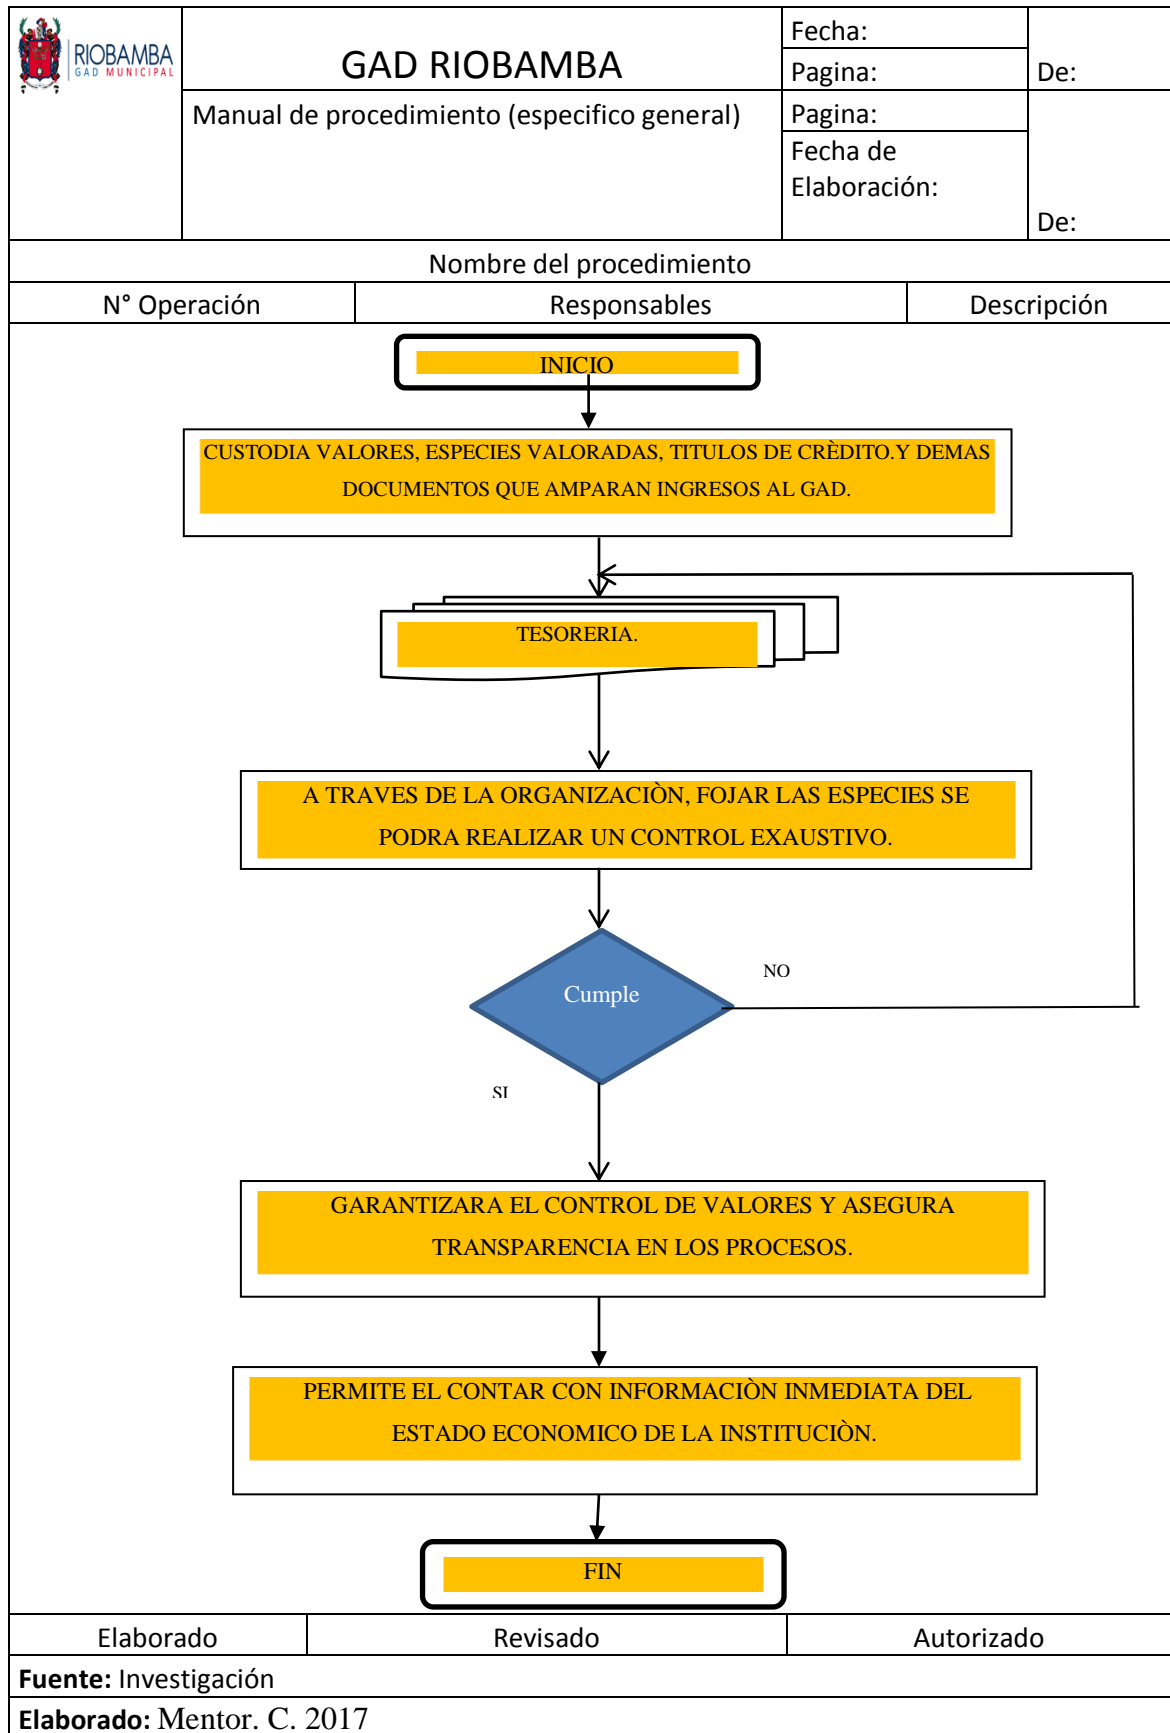 RIOBAMBA
GAD MUNICIPAL
GAD RIOBAMBA
Fecha:
Pagina:
De:
Manual de procedimiento (especifico general)
Pagina:
Fecha de
Elaboración:
De:
Nombre del procedimiento
N° Operación
Responsables
Descripción
INICIO
CUSTODIA VALORES, ESPECIES VALORADAS, TITULOS DE CRÈDITO.Y DEMAS
DOCUMENTOS QUE AMPARAN INGRESOS AL GAD.
TESORERIA.
A TRAVES DE LA ORGANIZACIÒN, FOJAR LAS ESPECIES SE
PODRA REALIZAR UN CONTROL EXAUSTIVO.
Cumple
NO
SI
GARANTIZARA EL CONTROL DE VALORES Y ASEGURA
TRANSPARENCIA EN LOS PROCESOS.
PERMITE EL CONTAR CON INFORMACIÒN INMEDIATA DEL
ESTADO ECONOMICO DE LA INSTITUCIÒN.
FIN
Elaborado
Revisado
Autorizado
Fuente: Investigación
Elaborado: Mentor. C. 2017